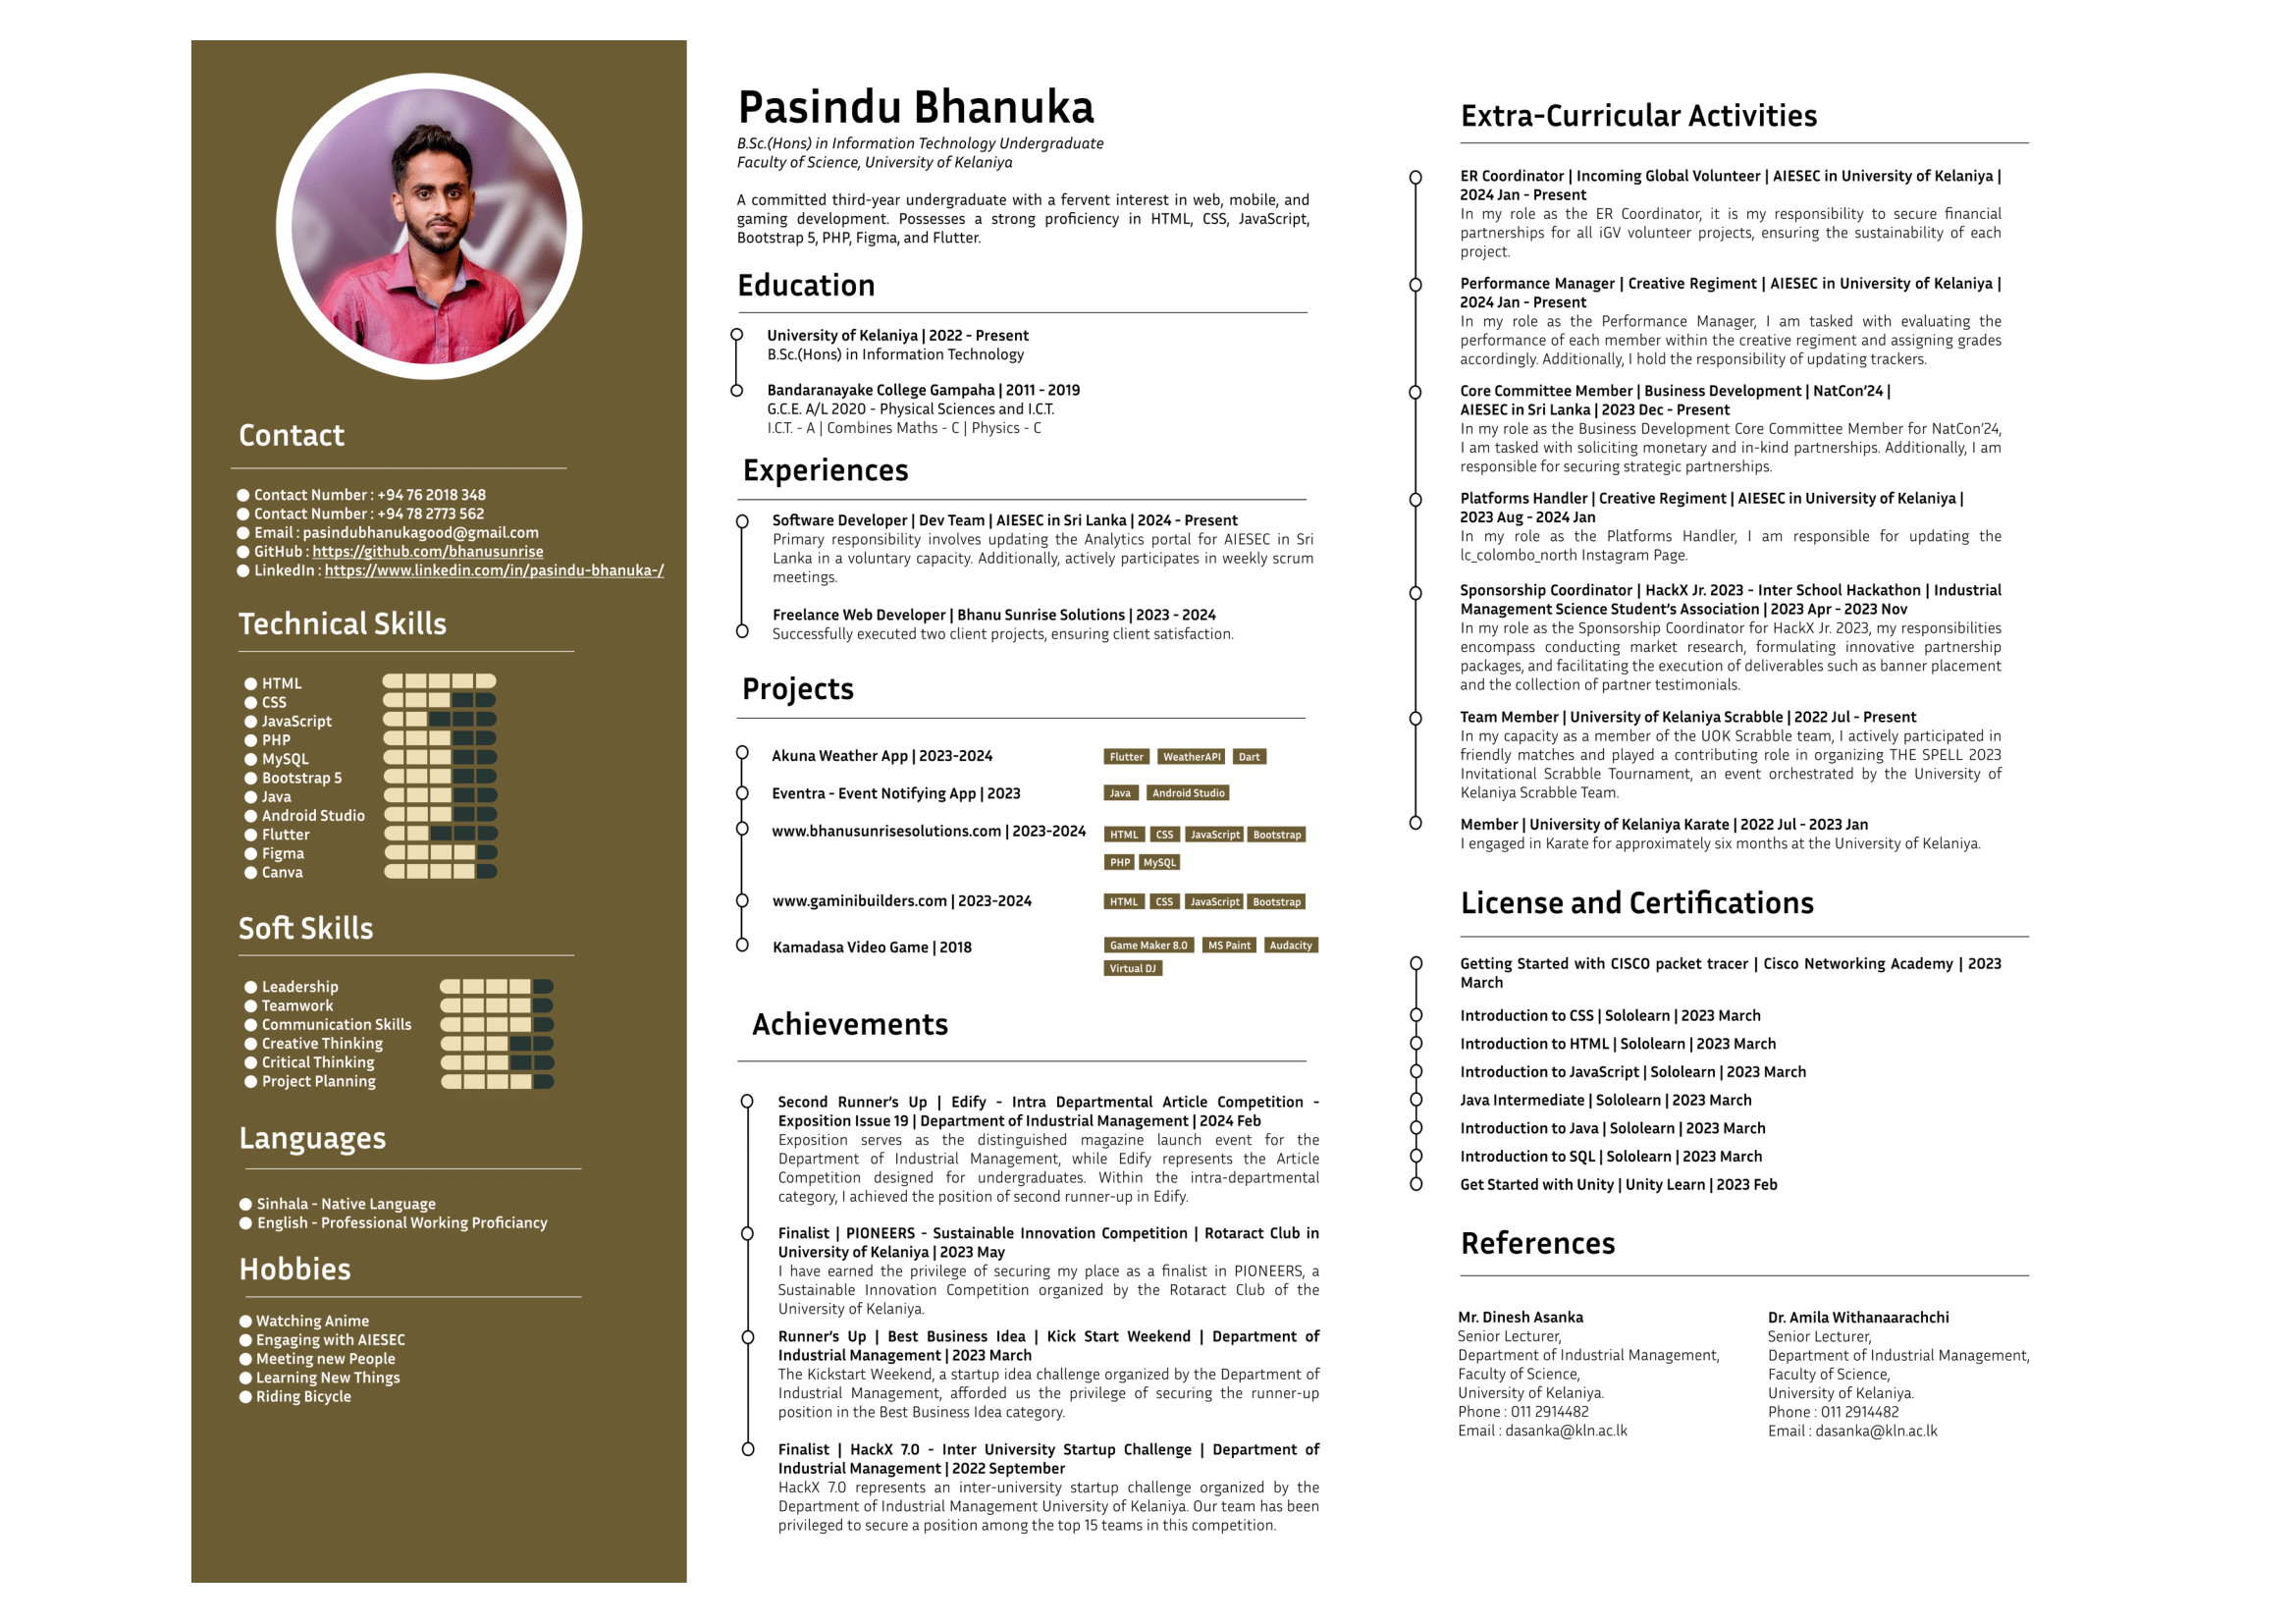 Contact
Contact Number : +94 76 2018 348
Contact Number : +94 78 2773 562
Email : pasindubhanukagood@gmail.com
GitHub : https://github.com/bhanusunrise
LinkedIn : https://www.linkedin.com/in/pasindu-bhanuka-/
Technical Skills
HTML
CSS
JavaScript
PHP
MySQL
Bootstrap 5
Java
Android Studio
Flutter
Figma
Canva
Soft Skills
Leadership
Teamwork
Communication Skills
Creative Thinking
Critical Thinking
Project Planning
Languages
Sinhala - Native Language
English - Professional Working Proficiancy
Hobbies
Watching Anime
Engaging with AIESEC
Meeting new People
Learning New Things
Riding Bicycle
Pasindu Bhanuka
B.Sc.(Hons) in Information Technology Undergraduate
Faculty of Science, University of Kelaniya
A committed third-year undergraduate with a fervent interest in web, mobile, and
gaming development. Possesses a strong proficiency in HTML, CSS, JavaScript,
Bootstrap 5, PHP, Figma, and Flutter.
Education
University of Kelaniya | 2022 - Present
B.Sc.(Hons) in Information Technology
Bandaranayake College Gampaha | 2011 - 2019
G.C.E. A/L 2020 - Physical Sciences and I.C.T.
I.C.T. - A | Combines Maths - C | Physics - C
Experiences
Software Developer | Dev Team | AIESEC in Sri Lanka | 2024 - Present
Primary responsibility involves updating the Analytics portal for AIESEC in Sri
Lanka in a voluntary capacity. Additionally, actively participates in weekly scrum
meetings.
Freelance Web Developer | Bhanu Sunrise Solutions | 2023 - 2024
Successfully executed two client projects, ensuring client satisfaction.
Projects
Akuna Weather App | 2023-2024 Flutter WeatherAPI Dart
Eventra - Event Notifying App | 2023 Java Android Studio
www.bhanusunrisesolutions.com | 2023-2024 HTML CSS JavaScript Bootstrap
PHP MySQL
www.gaminibuilders.com | 2023-2024 HTML CSS JavaScript Bootstrap
Kamadasa Video Game | 2018 Game Maker 8.0 MS Paint Audacity
Virtual DJ
Achievements
Second Runner's Up | Edify - Intra Departmental Article Competition -
Exposition Issue 19 | Department of Industrial Management | 2024 Feb
Exposition serves as the distinguished magazine launch event for the
Department of Industrial Management, while Edify represents the Article
Competition designed for undergraduates. Within the intra-departmental
category, I achieved the position of second runner-up in Edify.
Finalist | PIONEERS - Sustainable Innovation Competition | Rotaract Club in
University of Kelaniya | 2023 May
I have earned the privilege of securing my place as a finalist in PIONEERS, a
Sustainable Innovation Competition organized by the Rotaract Club of the
University of Kelaniya.
Runner's Up | Best Business Idea | Kick Start Weekend | Department of
Industrial Management | 2023 March
The Kickstart Weekend, a startup idea challenge organized by the Department of
Industrial Management, afforded us the privilege of securing the runner-up
position in the Best Business Idea category.
Finalist | HackX 7.0 - Inter University Startup Challenge | Department of
Industrial Management | 2022 September
HackX 7.0 represents an inter-university startup challenge organized by the
Department of Industrial Management University of Kelaniya. Our team has been
privileged to secure a position among the top 15 teams in this competition.
Extra-Curricular Activities
ER Coordinator | Incoming Global Volunteer | AIESEC in University of Kelaniya |
2024 Jan - Present
In my role as the ER Coordinator, it is my responsibility to secure financial
partnerships for all iGV volunteer projects, ensuring the sustainability of each
project.
Performance Manager | Creative Regiment | AIESEC in University of Kelaniya |
2024 Jan - Present
In my role as the Performance Manager, I am tasked with evaluating the
performance of each member within the creative regiment and assigning grades
accordingly. Additionally, I hold the responsibility of updating trackers.
Core Committee Member | Business Development | NatCon'24 |
AIESEC in Sri Lanka | 2023 Dec - Present
In my role as the Business Development Core Committee Member for NatCon'24,
I am tasked with soliciting monetary and in-kind partnerships. Additionally, I am
responsible for securing strategic partnerships.
Platforms Handler | Creative Regiment | AIESEC in University of Kelaniya |
2023 Aug - 2024 Jan
In my role as the Platforms Handler, I am responsible for updating the
lc_colombo_north Instagram Page.
Sponsorship Coordinator | HackX Jr. 2023 - Inter School Hackathon | Industrial
Management Science Student's Association | 2023 Apr - 2023 Nov
In my role as the Sponsorship Coordinator for HackX Jr. 2023, my responsibilities
encompass conducting market research, formulating innovative partnership
packages, and facilitating the execution of deliverables such as banner placement
and the collection of partner testimonials.
Team Member | University of Kelaniya Scrabble | 2022 Jul - Present
In my capacity as a member of the UOK Scrabble team, I actively participated in
friendly matches and played a contributing role in organizing THE SPELL 2023
Invitational Scrabble Tournament, an event orchestrated by the University of
Kelaniya Scrabble Team.
Member | University of Kelaniya Karate | 2022 Jul - 2023 Jan
I engaged in Karate for approximately six months at the University of Kelaniya.
License and Certifications
Getting Started with CISCO packet tracer | Cisco Networking Academy | 2023
March
Introduction to CSS | Sololearn | 2023 March
Introduction to HTML | Sololearn | 2023 March
Introduction to JavaScript | Sololearn | 2023 March
Java Intermediate | Sololearn | 2023 March
Introduction to Java | Sololearn | 2023 March
Introduction to SQL | Sololearn | 2023 March
Get Started with Unity | Unity Learn | 2023 Feb
References
Mr. Dinesh Asanka
Senior Lecturer,
Department of Industrial Management,
Faculty of Science,
University of Kelaniya.
Phone : 011 2914482
Email : dasanka@kln.ac.lk
Dr. Amila Withanaarachchi
Senior Lecturer,
Department of Industrial Management,
Faculty of Science,
University of Kelaniya.
Phone : 011 2914482
Email : dasanka@kln.ac.lk